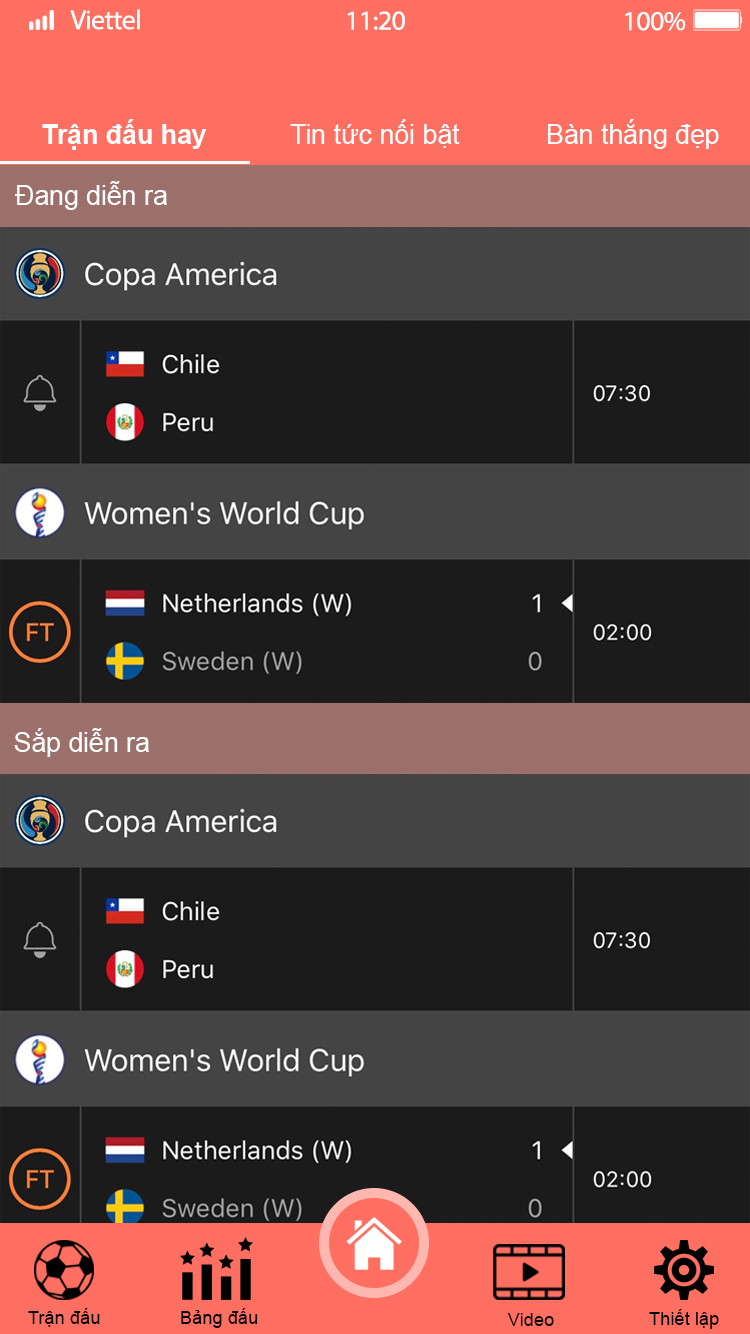 Viettel 11:20 100%
Trận đấu hay Tin tức nổi bật Bàn thắng đẹp
Đang diễn ra
Copa America
Chile
07:30
Peru
Women's World Cup
Netherlands (W) 1
FT 02:00
Sweden (W) 0
Sắp diễn ra
Copa America
Chile
07:30
Peru
Women's World Cup
Netherlands (W) 1
FT 02:00
Sweden (W) 0
Trận đấu Bảng đấu Video Thiết lập